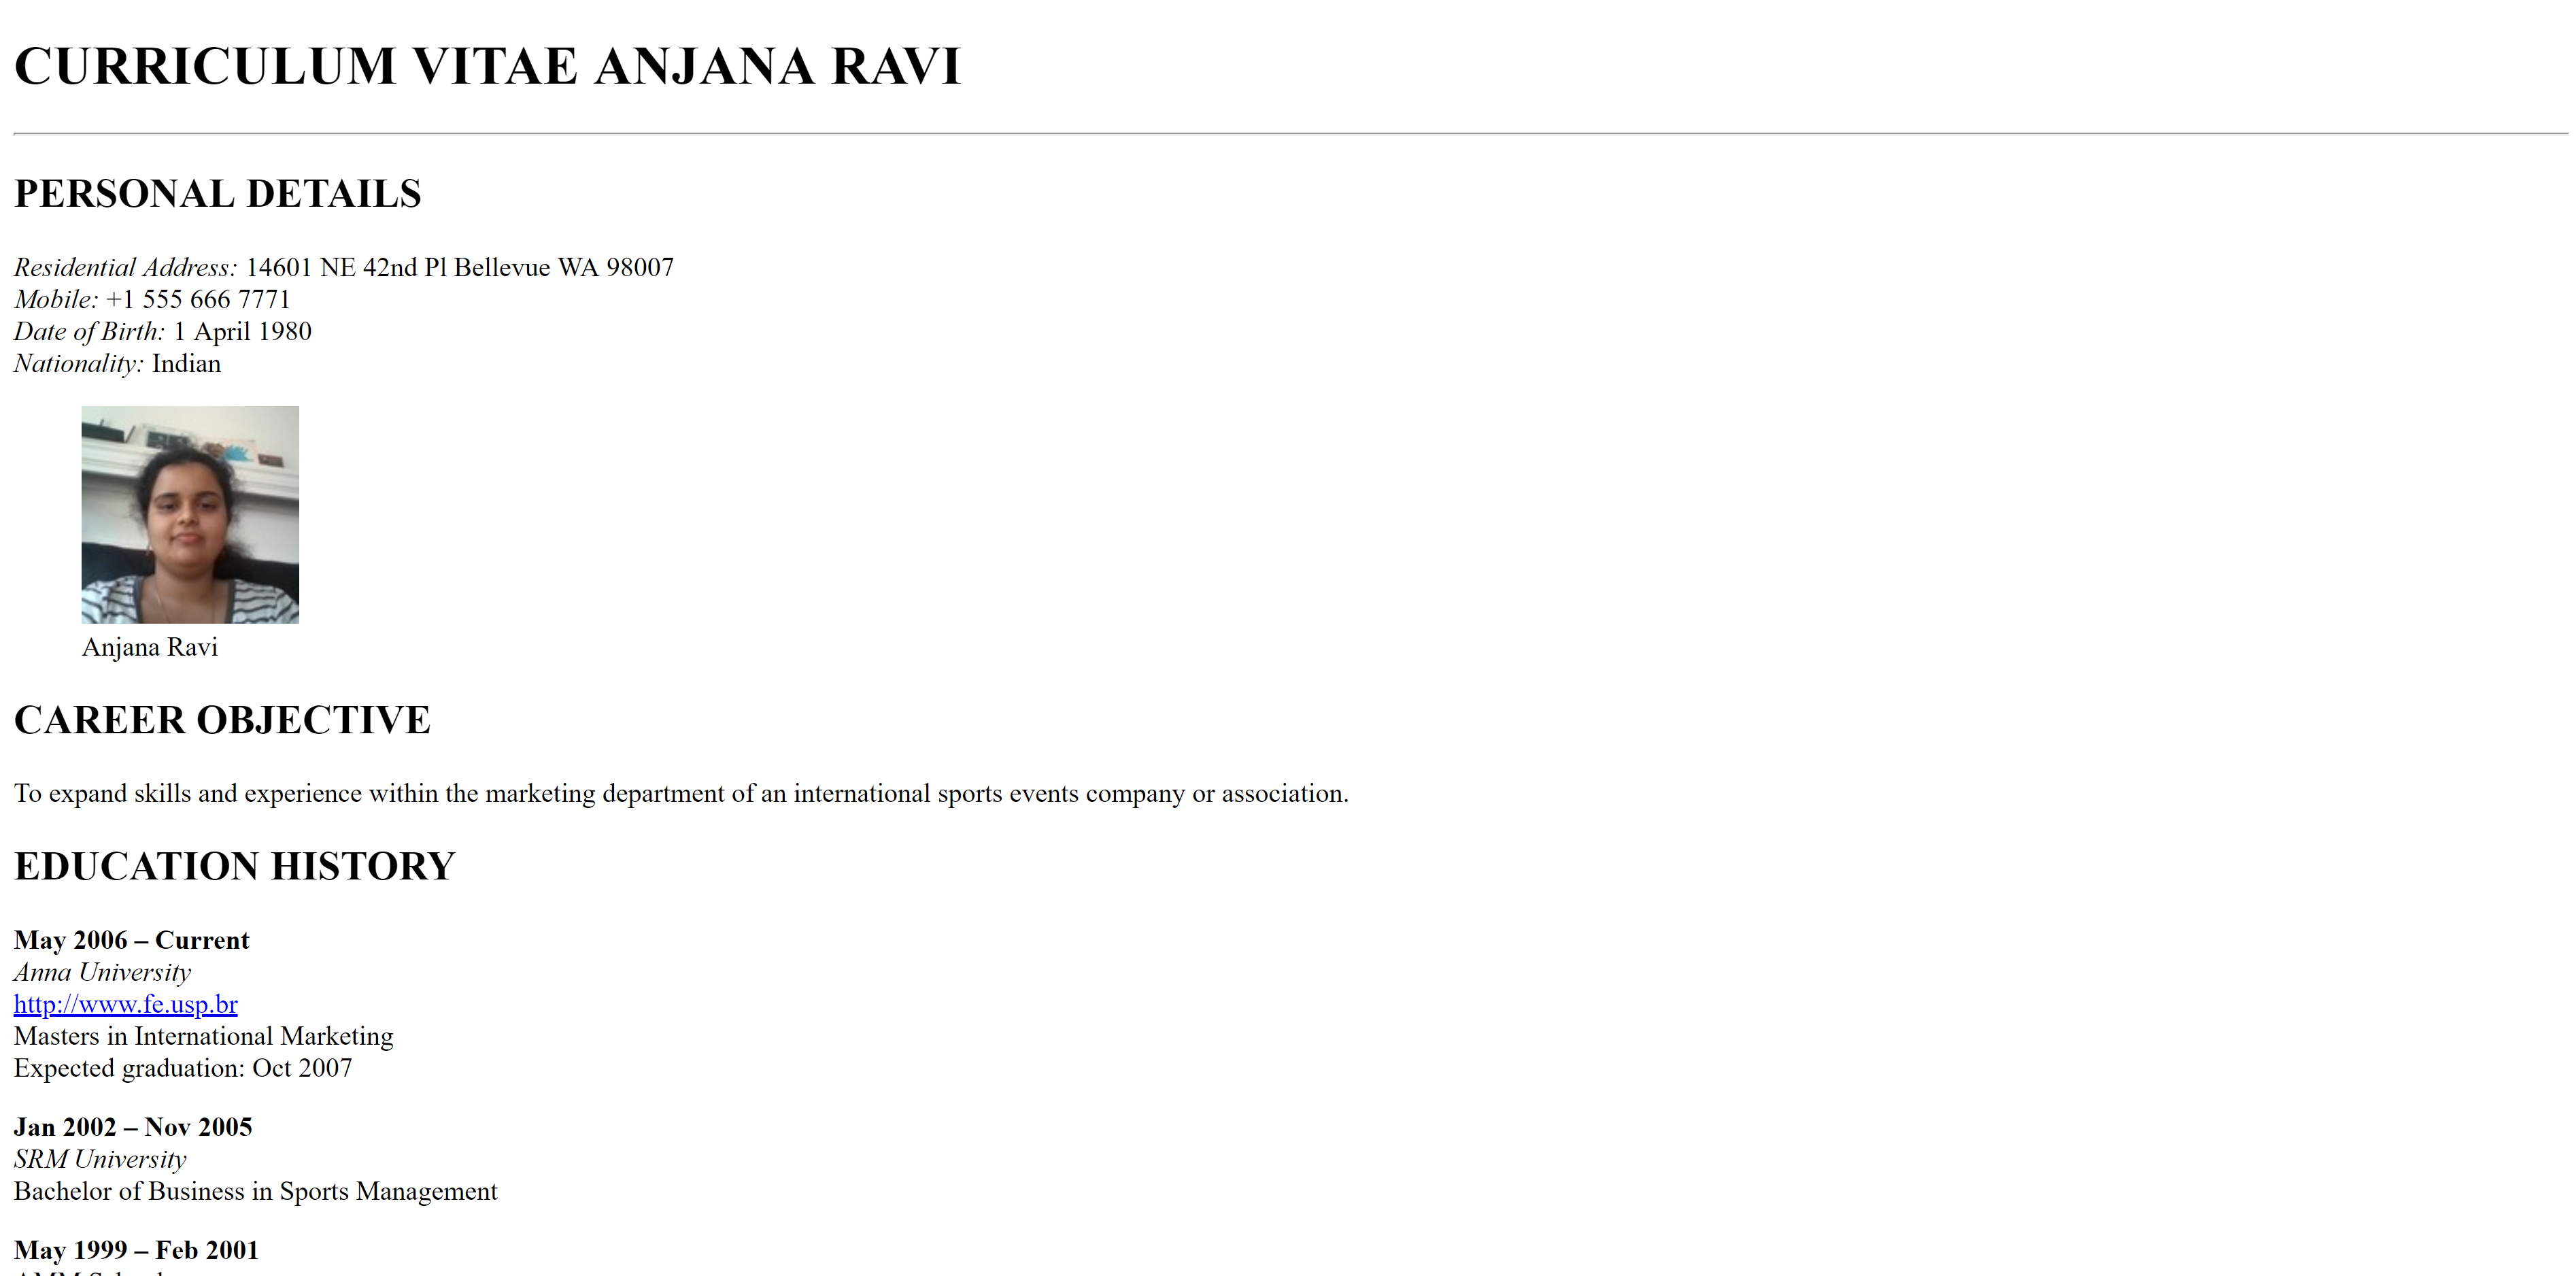 CURRICULUM VITAE ANJANA RAVI
PERSONAL DETAILS
Residential Address: 14601 NE 42nd Pl Bellevue WA 98007
Mobile: +1 555 666 7771
Date of Birth: 1 April 1980
Nationality: Indian
Anjana Ravi
CAREER OBJECTIVE
To expand skills and experience within the marketing department of an international sports events company or association.
EDUCATION HISTORY
May 2006 – Current
Anna University
http://www.fe.usp.br
Masters in International Marketing
Expected graduation: Oct 2007
Jan 2002 – Nov 2005
SRM University
Bachelor of Business in Sports Management
May 1999 – Feb 2001